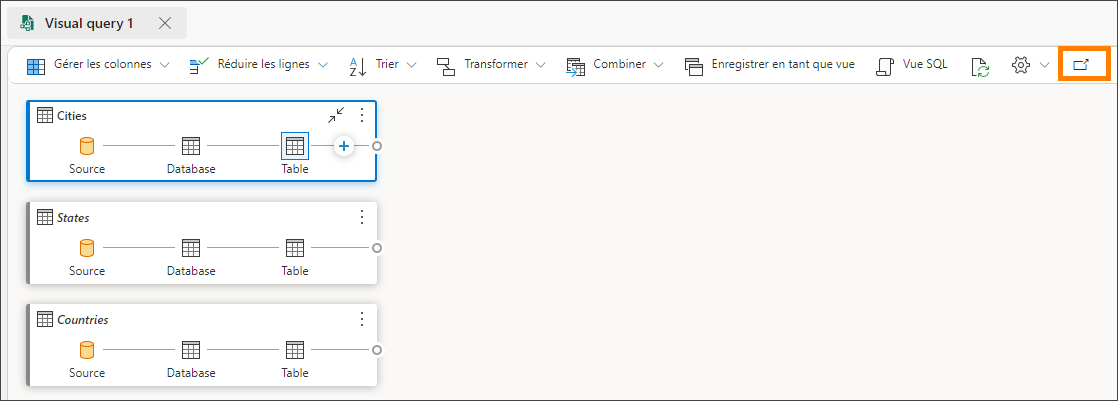 Visual query 1
Gérer les colonnes Réduire les lignes Trier Transformer Combiner Enregistrer en tant que vue Vue SQL
Cities
Source Database Table
States
Source Database Table
Countries
Source Database Table